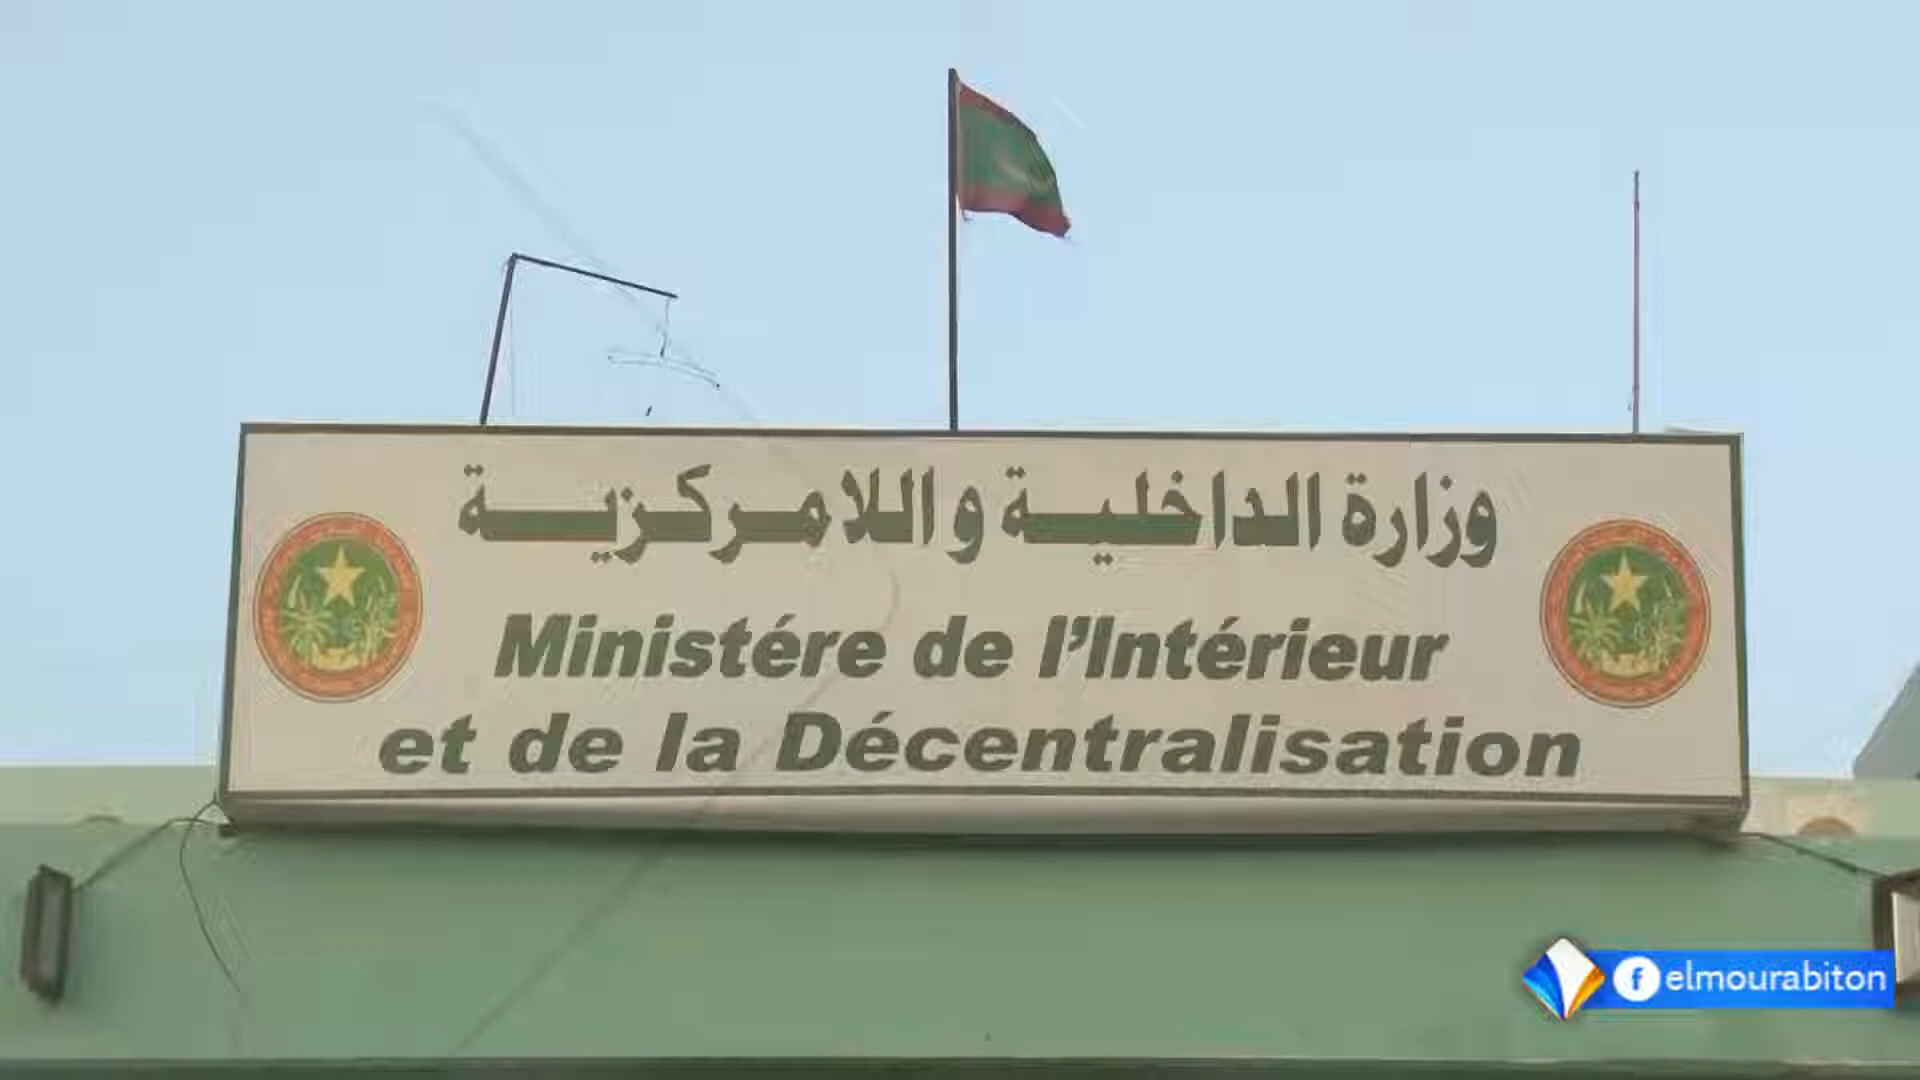 وزارة الداخلية واللامركزية
Ministére de l'Intérieur
et de la Décentralisation
elmourabiton